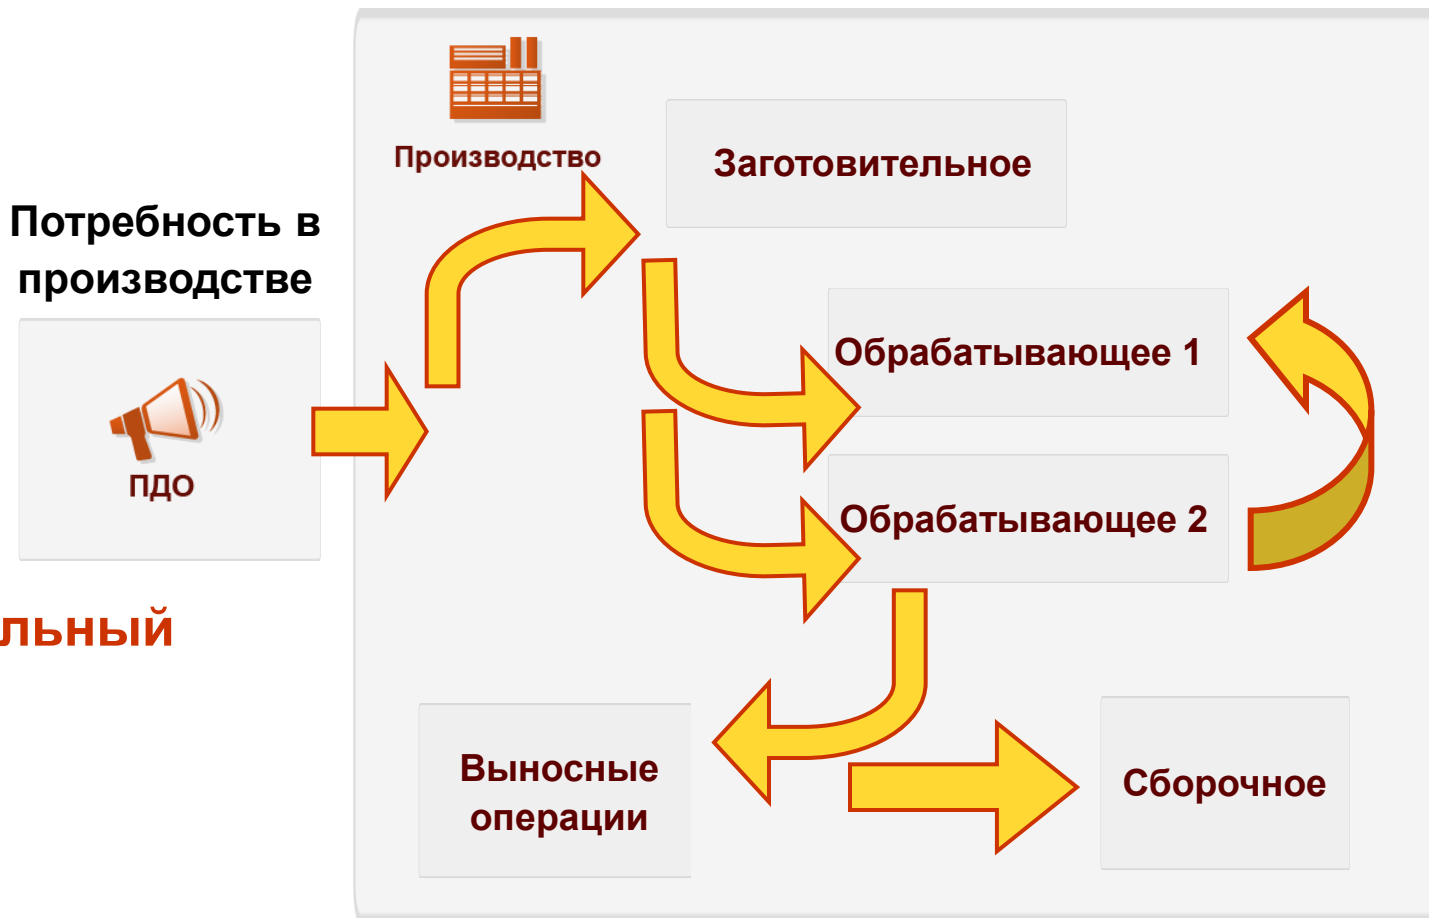 Производство
Заготовительное
Потребность в
производстве
Обрабатывающее 1
ПДО
Обрабатывающее 2
льный
Выносные
операции
Сборочное